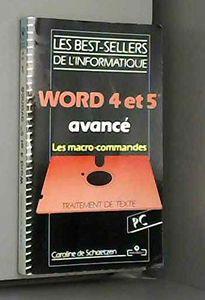 LES BEST-SELLERS
DE L'INFORMATIQUE
WORD 4 et 5
avancé
Les macro-commandes
TRAITEMENT DE TEXTE
PC
Caroline de Schaetzen